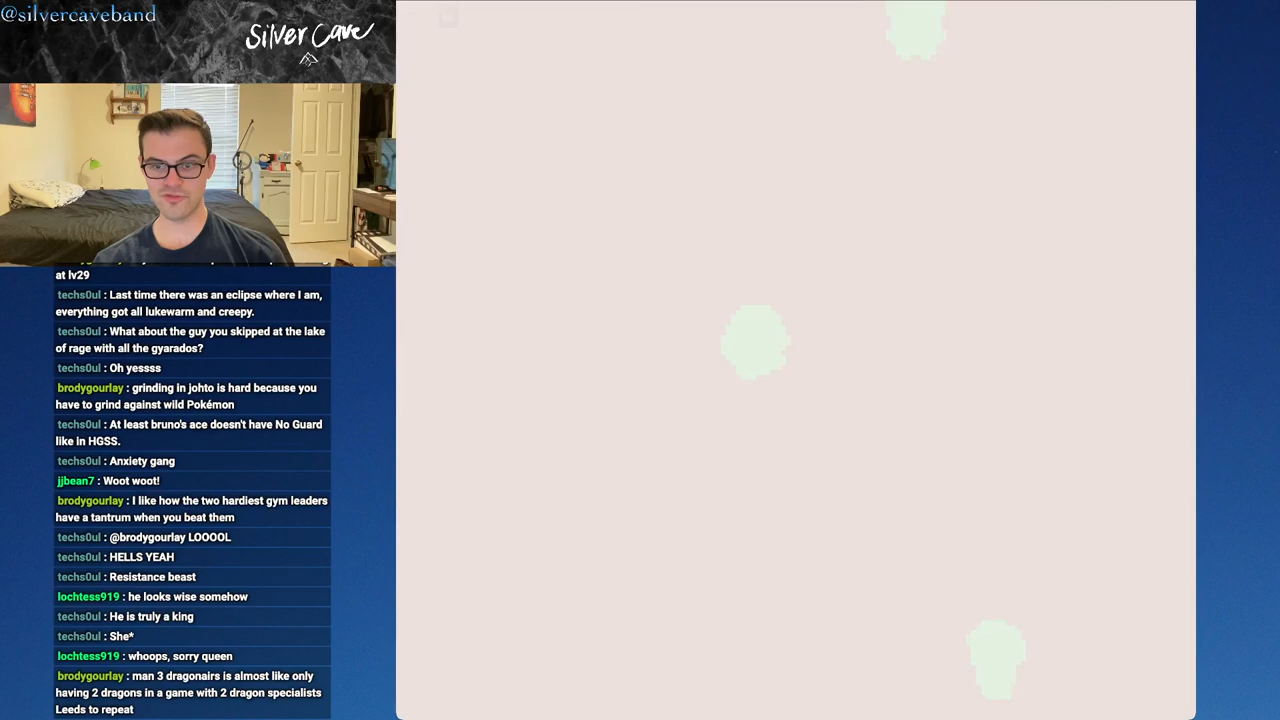 @silvercaveband
Silver Cave
at lv29
techs0ul : Last time there was an eclipse where I am,
everything got all lukewarm and creepy.
techs0ul : What about the guy you skipped at the lake
of rage with all the gyarados?
techs0ul : Oh yessss
brodygourlay : grinding in johto is hard because you
have to grind against wild Pokémon
techs0ul : At least bruno's ace doesn't have No Guard
like in HGSS.
techs0ul : Anxiety gang
jjbean7 : Woot woot!
brodygourlay : I like how the two hardiest gym leaders
have a tantrum when you beat them
techs0ul : @brodygourlay LOOOOL
techs0ul : HELLS YEAH
techs0ul : Resistance beast
lochtess919 : he looks wise somehow
techs0ul : He is truly a king
techs0ul : She*
lochtess919 : whoops, sorry queen
brodygourlay : man 3 dragonairs is almost like only
having 2 dragons in a game with 2 dragon specialists
Leeds to repeat